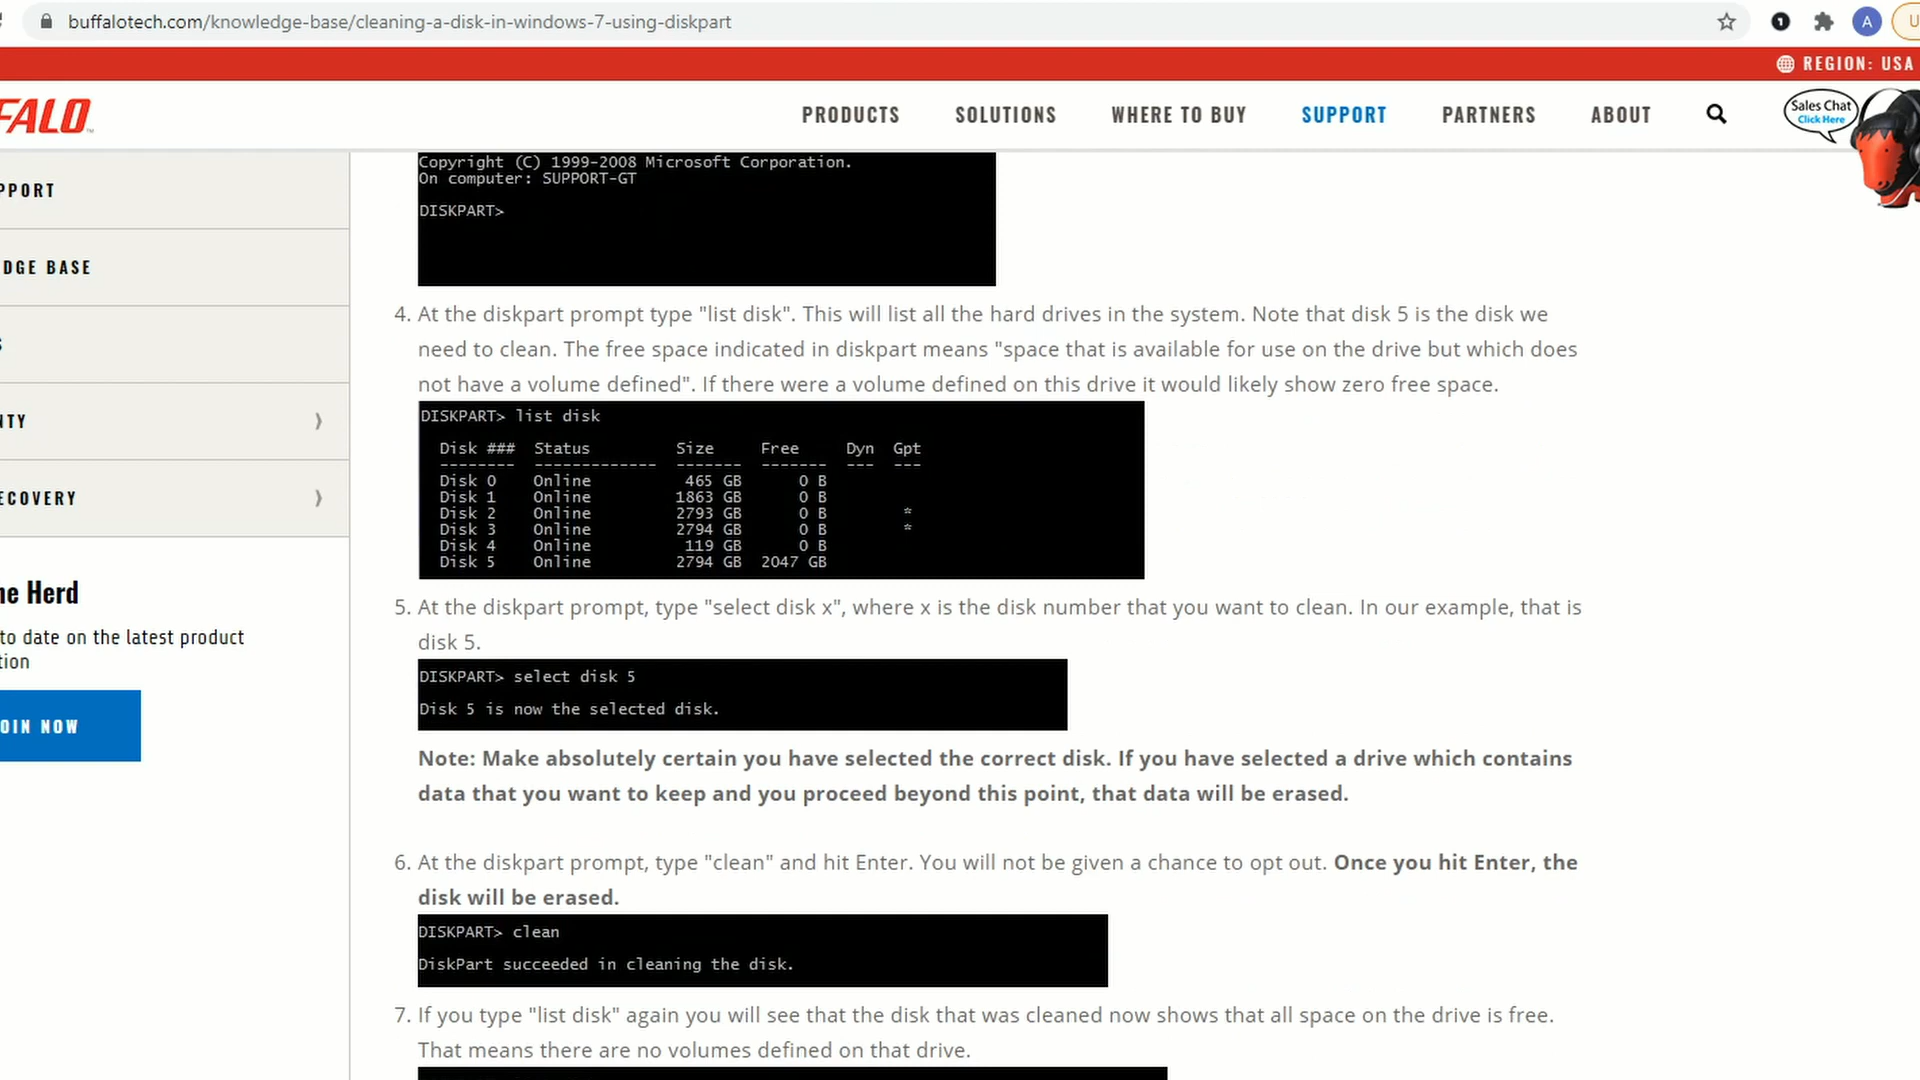 buffalotech.com/knowledge-base/cleaning-a-disk-in-windows-7-using-diskpart
A
U
REGION: USA
FALO
PRODUCTS
SOLUTIONS
WHERE TO BUY
SUPPORT
PARTNERS
ABOUT
Sales Chat
Click Here
PPORT
DGE BASE
S
NTY
ECOVERY
he Herd
to date on the latest product
tion
OIN NOW
Copyright (C) 1999-2008 Microsoft Corporation.
On computer: SUPPORT-GT
DISKPART>
4. At the diskpart prompt type "list disk". This will list all the hard drives in the system. Note that disk 5 is the disk we
need to clean. The free space indicated in diskpart means "space that is available for use on the drive but which does
not have a volume defined". If there were a volume defined on this drive it would likely show zero free space.
DISKPART> list disk
Disk ### Status Size Free Dyn Gpt
-------- ------------- ------- ------- --- ---
Disk 0 Online 465 GB 0 B
Disk 1 Online 1863 GB 0 B
Disk 2 Online 2793 GB 0 B *
Disk 3 Online 2794 GB 0 B *
Disk 4 Online 119 GB 0 B
Disk 5 Online 2794 GB 2047 GB
5. At the diskpart prompt, type "select disk x", where x is the disk number that you want to clean. In our example, that is
disk 5.
DISKPART> select disk 5
Disk 5 is now the selected disk.
Note: Make absolutely certain you have selected the correct disk. If you have selected a drive which contains
data that you want to keep and you proceed beyond this point, that data will be erased.
6. At the diskpart prompt, type "clean" and hit Enter. You will not be given a chance to opt out. Once you hit Enter, the
disk will be erased.
DISKPART> clean
DiskPart succeeded in cleaning the disk.
7. If you type "list disk" again you will see that the disk that was cleaned now shows that all space on the drive is free.
That means there are no volumes defined on that drive.